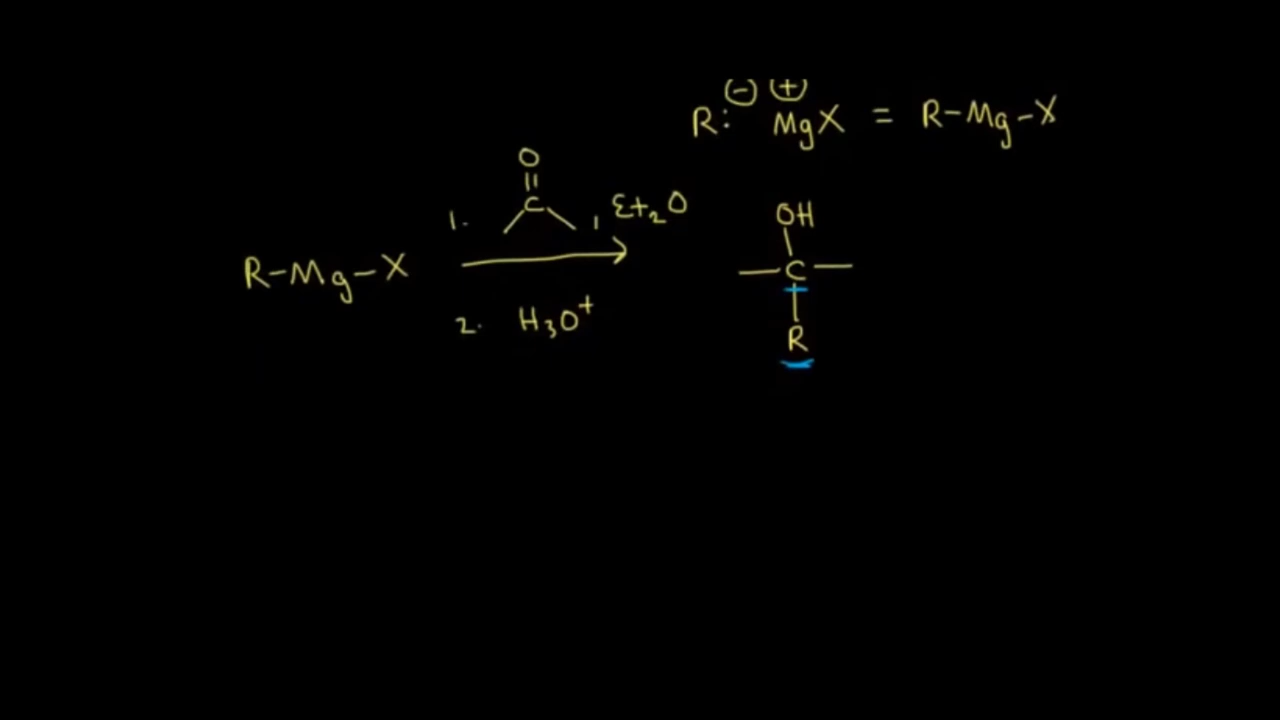 R: ⊖ ⊕ MgX = R-Mg-X
O
||
1. C , Et₂O
R-Mg-X
2. H₃O⁺
OH
C
R